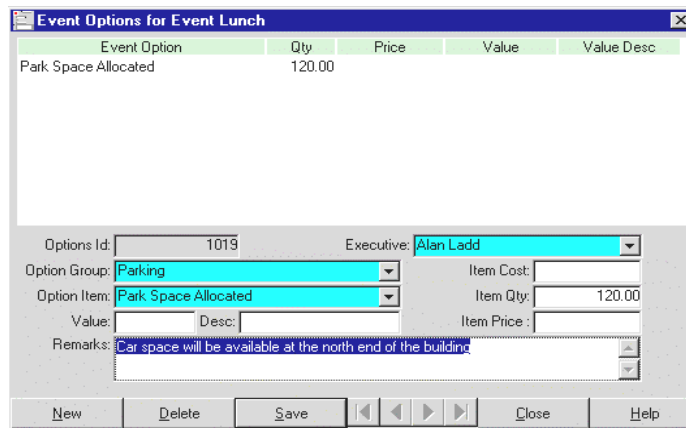 Event Options for Event Lunch
Event Option Qty Price Value Value Desc
Park Space Allocated 120.00
Options Id: 1019 Executive: Alan Ladd
Option Group: Parking Item Cost:
Option Item: Park Space Allocated Item Qty: 120.00
Value: Desc: Item Price :
Remarks: Car space will be available at the north end of the building
New Delete Save Close Help